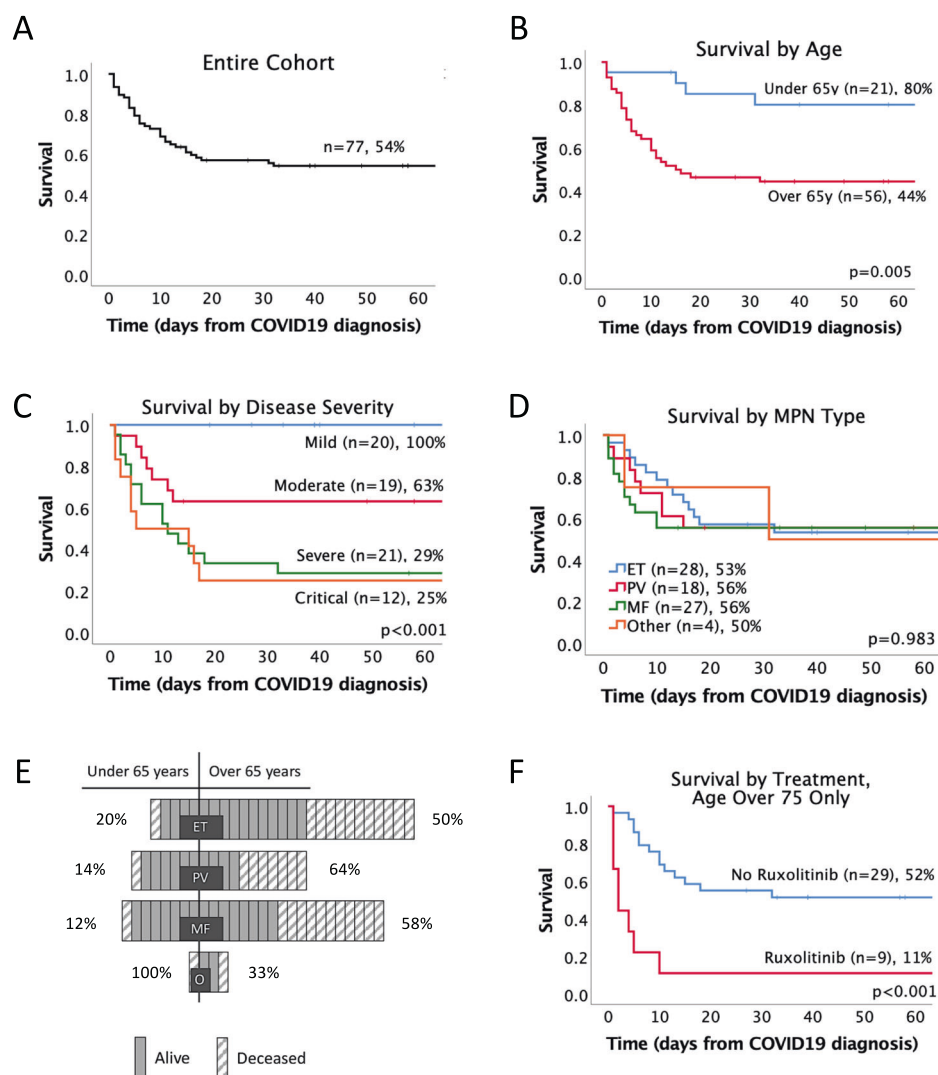 A
Entire Cohort
Survival
1.0
0.8
0.6
0.4
0.2
0.0
n=77, 54%
0 10 20 30 40 50 60
Time (days from COVID19 diagnosis)
B
Survival by Age
Survival
1.0
0.8
0.6
0.4
0.2
0.0
Under 65y (n=21), 80%
Over 65y (n=56), 44%
p=0.005
0 10 20 30 40 50 60
Time (days from COVID19 diagnosis)
C
Survival by Disease Severity
Survival
1.0
0.8
0.6
0.4
0.2
0.0
Mild (n=20), 100%
Moderate (n=19), 63%
Severe (n=21), 29%
Critical (n=12), 25%
p<0.001
0 10 20 30 40 50 60
Time (days from COVID19 diagnosis)
D
Survival by MPN Type
Survival
1.0
0.8
0.6
0.4
0.2
0.0
ET (n=28), 53%
PV (n=18), 56%
MF (n=27), 56%
Other (n=4), 50%
p=0.983
0 10 20 30 40 50 60
Time (days from COVID19 diagnosis)
E
Under 65 years Over 65 years
20% ET 50%
14% PV 64%
12% MF 58%
100% O 33%
Alive Deceased
F
Survival by Treatment,
Age Over 75 Only
Survival
1.0
0.8
0.6
0.4
0.2
0.0
No Ruxolitinib (n=29), 52%
Ruxolitinib (n=9), 11%
p<0.001
0 10 20 30 40 50 60
Time (days from COVID19 diagnosis)